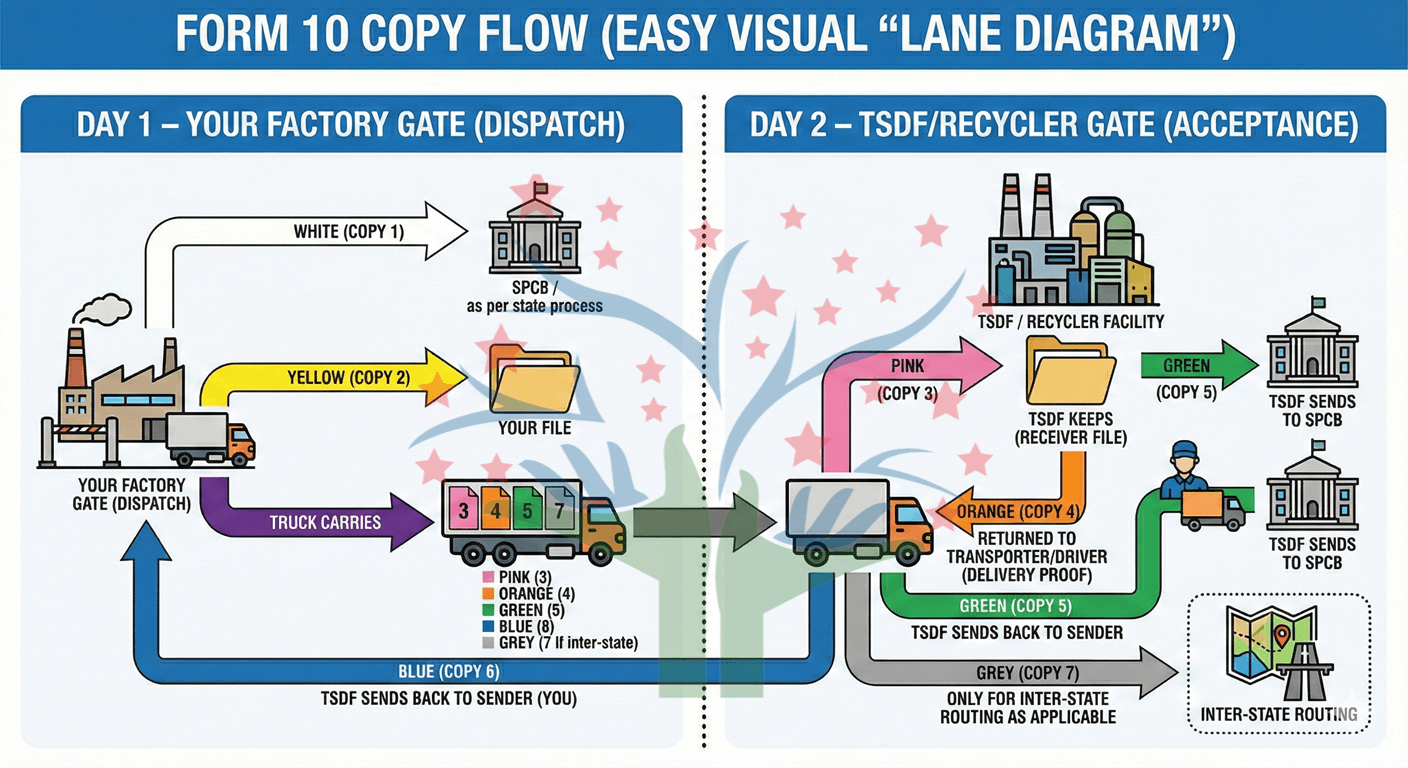 FORM 10 COPY FLOW (EASY VISUAL “LANE DIAGRAM”)
DAY 1 – YOUR FACTORY GATE (DISPATCH)
WHITE (COPY 1)
SPCB /
as per state process
YELLOW (COPY 2)
YOUR FILE
YOUR FACTORY
GATE (DISPATCH)
TRUCK CARRIES
3 4 5 7
PINK (3)
ORANGE (4)
GREEN (5)
BLUE (8)
GREY (7 If inter-state)
BLUE (COPY 6)
TSDF SENDS BACK TO SENDER (YOU)
DAY 2 – TSDF/RECYCLER GATE (ACCEPTANCE)
TSDF / RECYCLER FACILITY
PINK
(COPY 3)
TSDF KEEPS
(RECEIVER FILE)
GREEN
(COPY 5)
TSDF SENDS
TO SPCB
ORANGE (COPY 4)
RETURNED TO
TRANSPORTER/DRIVER
(DELIVERY PROOF)
TSDF SENDS
TO SPCB
GREEN (COPY 5)
TSDF SENDS BACK TO SENDER
GREY (COPY 7)
ONLY FOR INTER-STATE
ROUTING AS APPLICABLE
INTER-STATE ROUTING